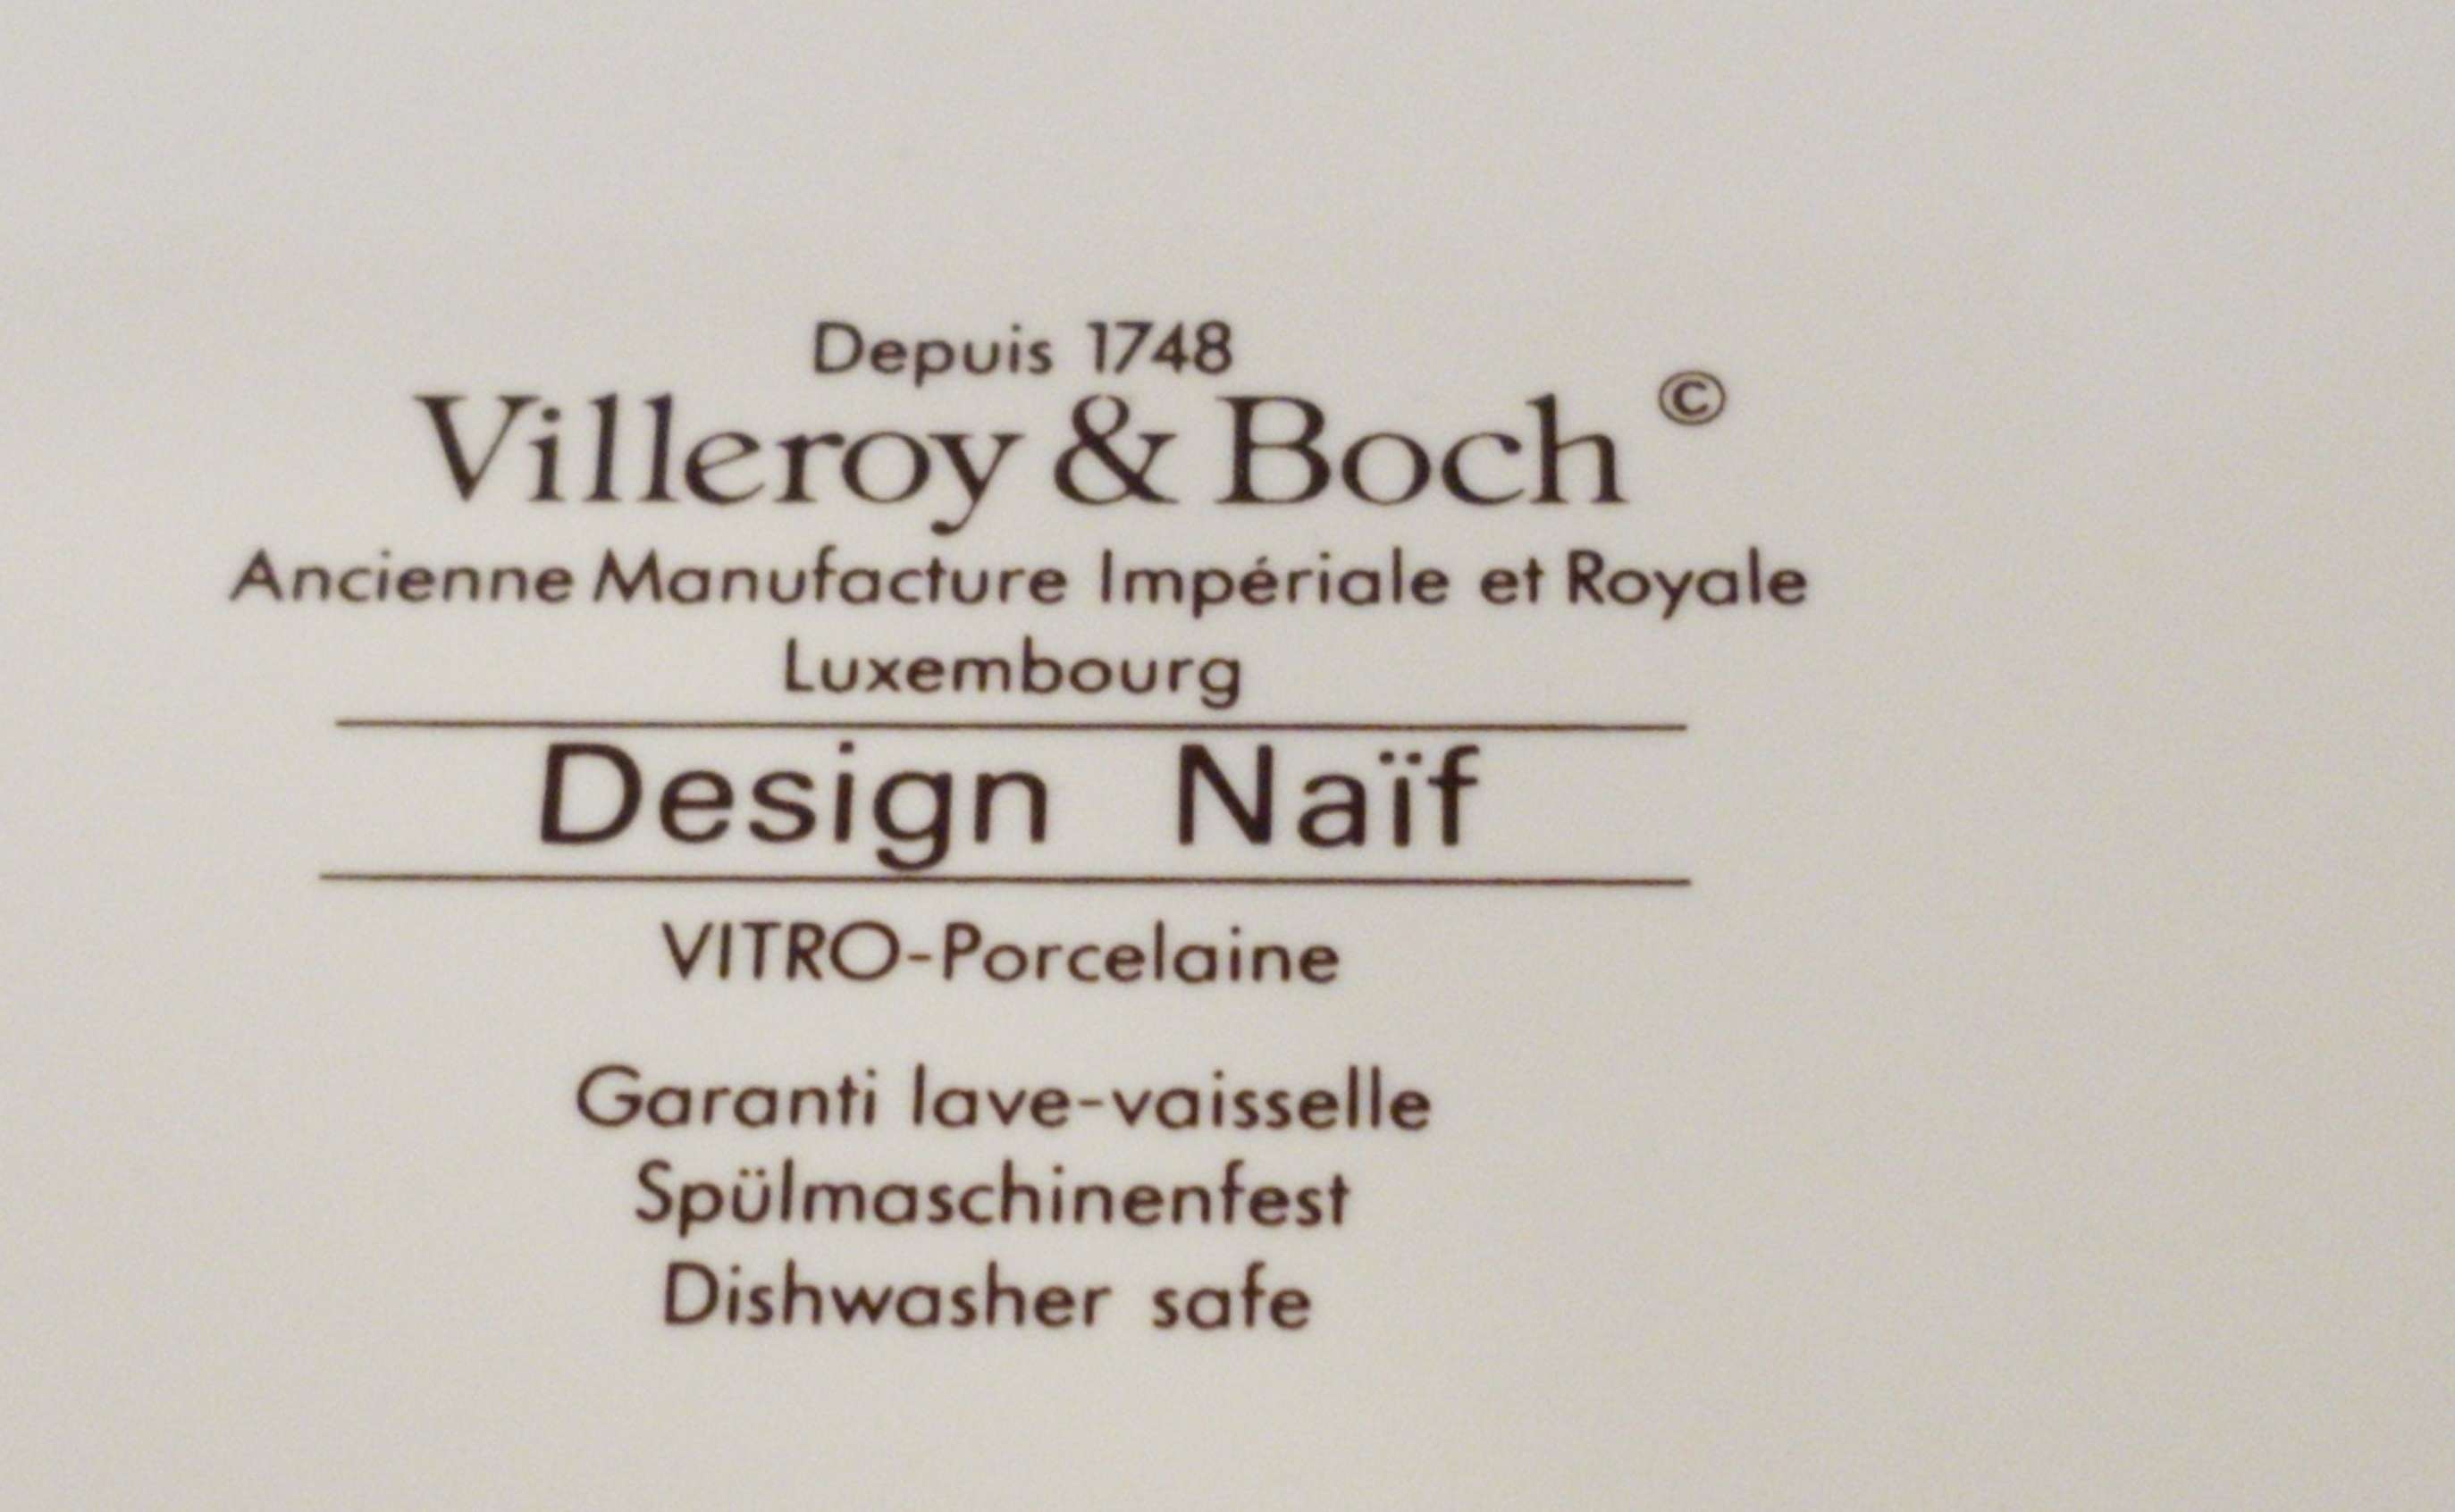 Depuis 1748
Villeroy & Boch ©
Ancienne Manufacture Impériale et Royale
Luxembourg
Design Naïf
VITRO-Porcelaine
Garanti lave-vaisselle
Spülmaschinenfest
Dishwasher safe